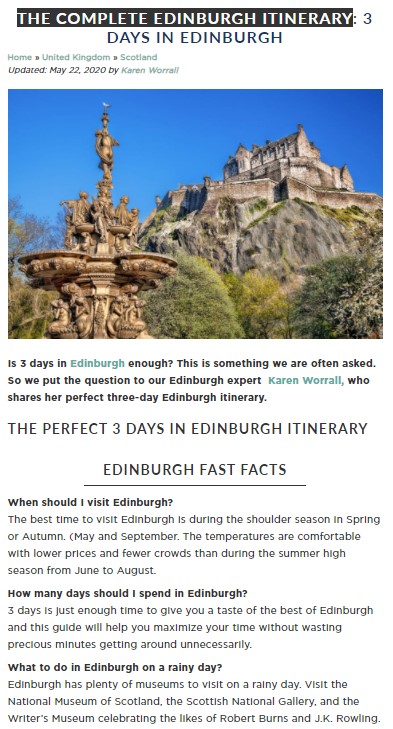 THE COMPLETE EDINBURGH ITINERARY: 3
DAYS IN EDINBURGH
Home » United Kingdom » Scotland
Updated: May 22, 2020 by Karen Worrall
Is 3 days in Edinburgh enough? This is something we are often asked.
So we put the question to our Edinburgh expert Karen Worrall, who
shares her perfect three-day Edinburgh itinerary.
THE PERFECT 3 DAYS IN EDINBURGH ITINERARY
EDINBURGH FAST FACTS
When should I visit Edinburgh?
The best time to visit Edinburgh is during the shoulder season in Spring
or Autumn. (May and September. The temperatures are comfortable
with lower prices and fewer crowds than during the summer high
season from June to August.
How many days should I spend in Edinburgh?
3 days is just enough time to give you a taste of the best of Edinburgh
and this guide will help you maximize your time without wasting
precious minutes getting around unnecessarily.
What to do in Edinburgh on a rainy day?
Edinburgh has plenty of museums to visit on a rainy day. Visit the
National Museum of Scotland, the Scottish National Gallery, and the
Writer's Museum celebrating the likes of Robert Burns and J.K. Rowling.